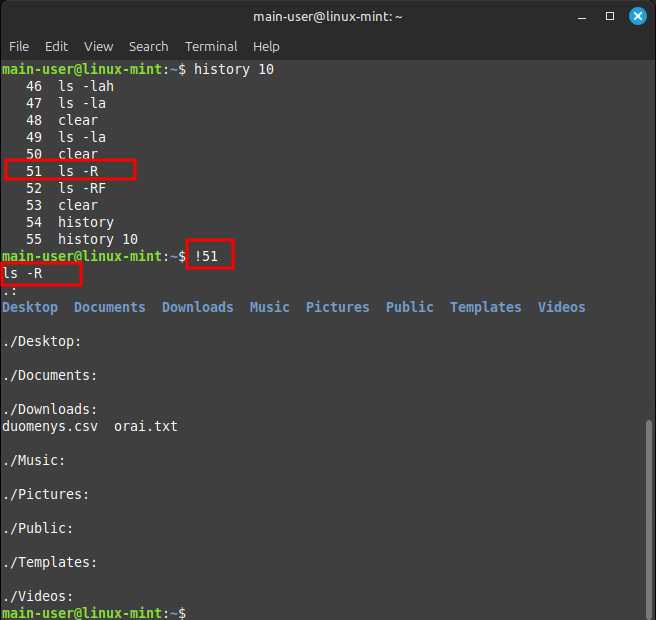 main-user@linux-mint: ~
File Edit View Search Terminal Help
main-user@linux-mint:~$ history 10
46 ls -lah
47 ls -la
48 clear
49 ls -la
50 clear
51 ls -R
52 ls -RF
53 clear
54 history
55 history 10
main-user@linux-mint:~$ !51
ls -R
.:
Desktop Documents Downloads Music Pictures Public Templates Videos
./Desktop:
./Documents:
./Downloads:
duomenys.csv orai.txt
./Music:
./Pictures:
./Public:
./Templates:
./Videos:
main-user@linux-mint:~$